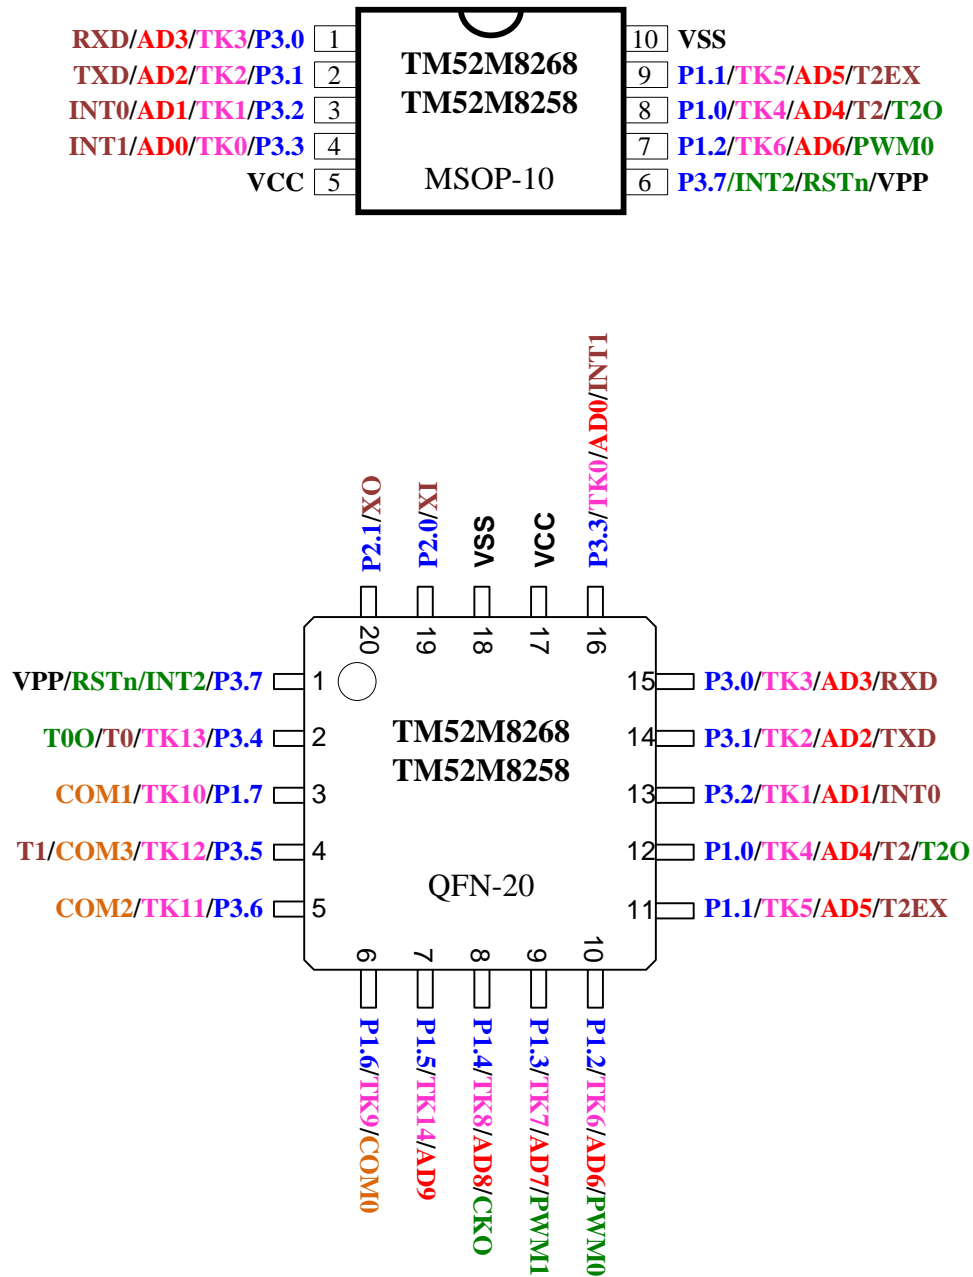 RXD/AD3/TK3/P3.0 1
TXD/AD2/TK2/P3.1 2
INT0/AD1/TK1/P3.2 3
INT1/AD0/TK0/P3.3 4
VCC 5
TM52M8268
TM52M8258
MSOP-10
10 VSS
9 P1.1/TK5/AD5/T2EX
8 P1.0/TK4/AD4/T2/T2O
7 P1.2/TK6/AD6/PWM0
6 P3.7/INT2/RSTn/VPP
P2.1/XO
P2.0/XI
VSS
VCC
P3.3/TK0/AD0/INT1
20
19
18
17
16
VPP/RSTn/INT2/P3.7 1
T0O/T0/TK13/P3.4 2
COM1/TK10/P1.7 3
T1/COM3/TK12/P3.5 4
COM2/TK11/P3.6 5
TM52M8268
TM52M8258
QFN-20
15 P3.0/TK3/AD3/RXD
14 P3.1/TK2/AD2/TXD
13 P3.2/TK1/AD1/INT0
12 P1.0/TK4/AD4/T2/T2O
11 P1.1/TK5/AD5/T2EX
6
7
8
9
10
P1.6/TK9/COM0
P1.5/TK14/AD9
P1.4/TK8/AD8/CKO
P1.3/TK7/AD7/PWM1
P1.2/TK6/AD6/PWM0